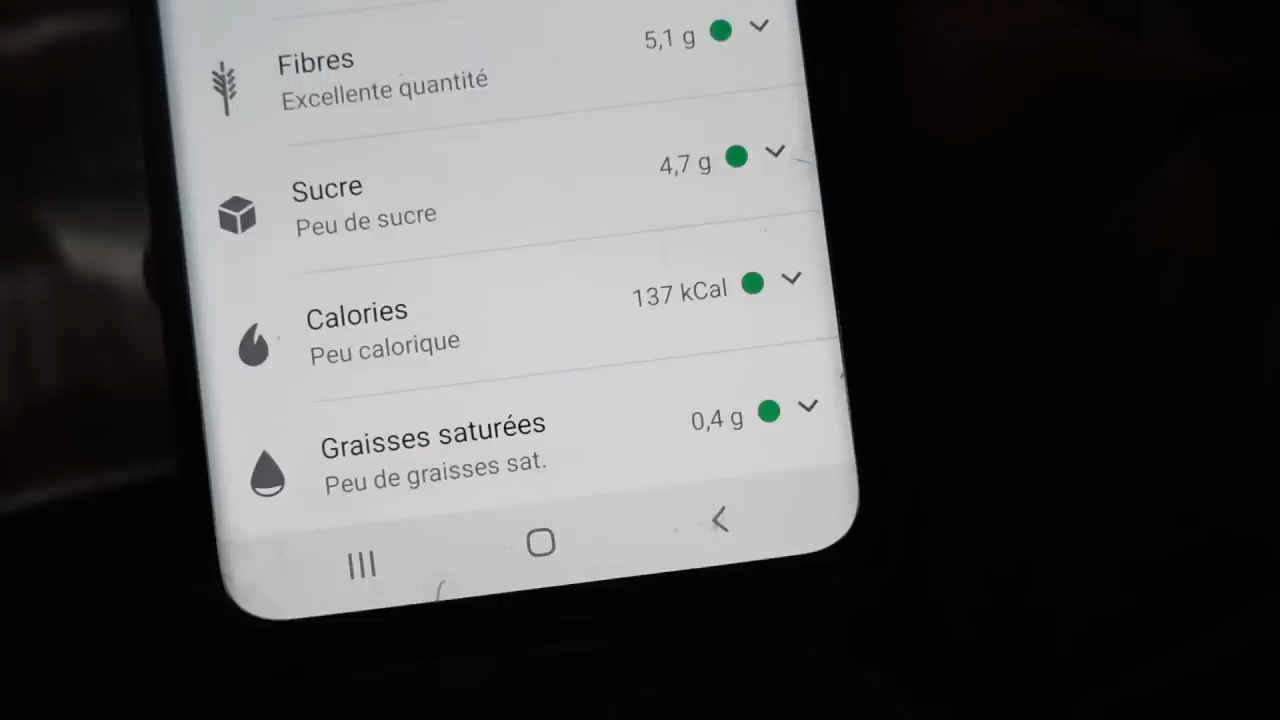 Fibres
5,1 g
Excellente quantité
Sucre
4,7 g
Peu de sucre
Calories
137 kCal
Peu calorique
Graisses saturées
0,4 g
Peu de graisses sat.